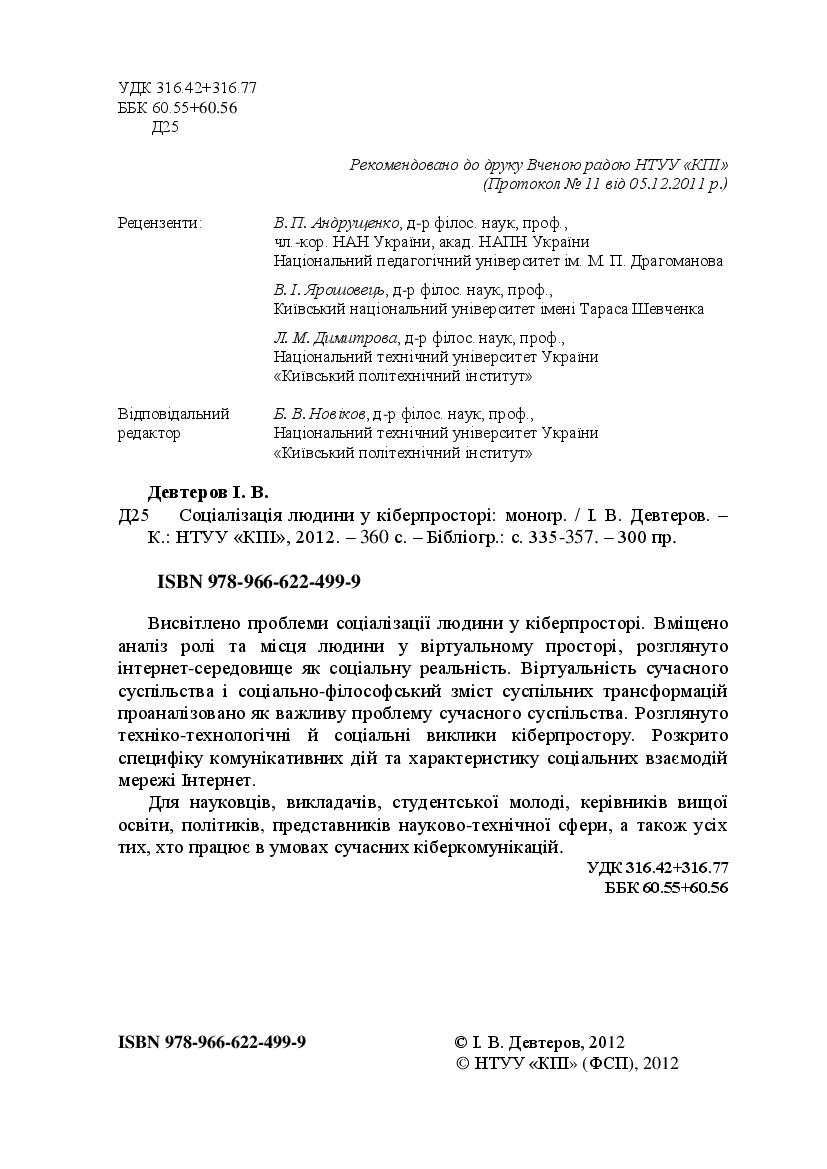 УДК 316.42+316.77
ББК 60.55+60.56
Д25
Рекомендовано до друку Вченою радою НТУУ «КПІ»
(Протокол № 11 від 05.12.2011 р.)
Рецензенти: В. П. Андрущенко, д-р філос. наук, проф.,
чл.-кор. НАН України, акад. НАПН України
Національний педагогічний університет ім. М. П. Драгоманова
В. І. Ярошовець, д-р філос. наук, проф.,
Київський національний університет імені Тараса Шевченка
Л. М. Димитрова, д-р філос. наук, проф.,
Національний технічний університет України
«Київський політехнічний інститут»
Відповідальний Б. В. Новіков, д-р філос. наук, проф.,
редактор Національний технічний університет України
«Київський політехнічний інститут»
Девтеров І. В.
Д25 Соціалізація людини у кіберпросторі: моногр. / І. В. Девтеров. –
К.: НТУУ «КПІ», 2012. – 360 с. – Бібліогр.: с. 335-357. – 300 пр.
ISBN 978-966-622-499-9
Висвітлено проблеми соціалізації людини у кіберпросторі. Вміщено
аналіз ролі та місця людини у віртуальному просторі, розглянуто
інтернет-середовище як соціальну реальність. Віртуальність сучасного
суспільства і соціально-філософський зміст суспільних трансформацій
проаналізовано як важливу проблему сучасного суспільства. Розглянуто
техніко-технологічні й соціальні виклики кіберпростору. Розкрито
специфіку комунікативних дій та характеристику соціальних взаємодій
мережі Інтернет.
Для науковців, викладачів, студентської молоді, керівників вищої
освіти, політиків, представників науково-технічної сфери, а також усіх
тих, хто працює в умовах сучасних кіберкомунікацій.
УДК 316.42+316.77
ББК 60.55+60.56
ISBN 978-966-622-499-9 © І. В. Девтеров, 2012
© НТУУ «КПІ» (ФСП), 2012